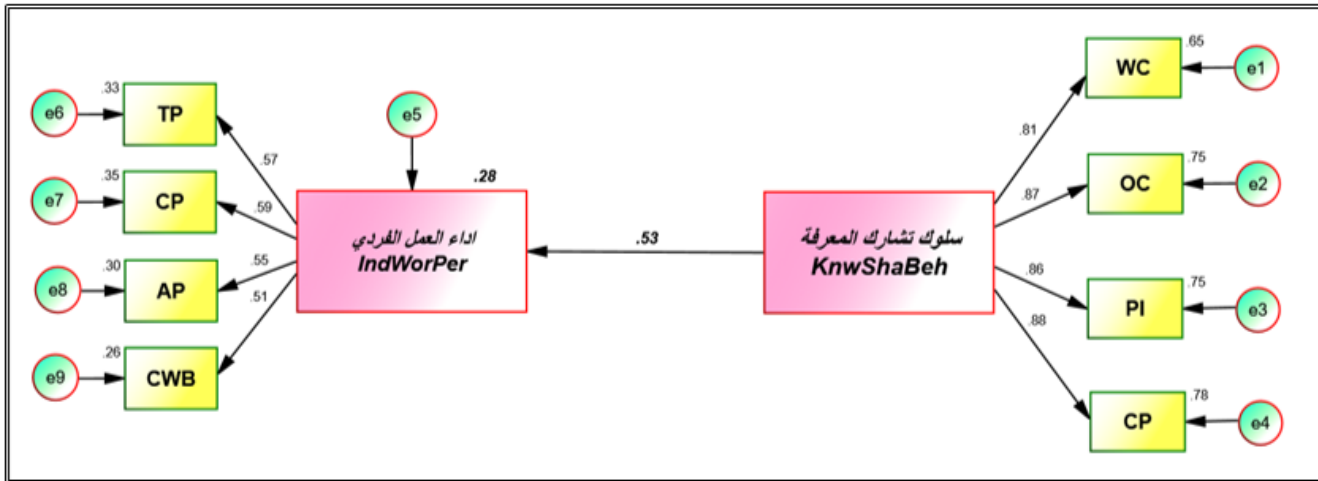 .65
WC
e1
.33
TP
e6
e5
.81
.57
.75
OC
e2
.28
.87
.35
CP
e7
.59
اداء العمل الفردي
IndWorPer
.53
سلوك تشارك المعرفة
KnwShaBeh
.55
.30
AP
e8
.86
.75
PI
e3
.51
.88
.26
CWB
e9
.78
CP
e4